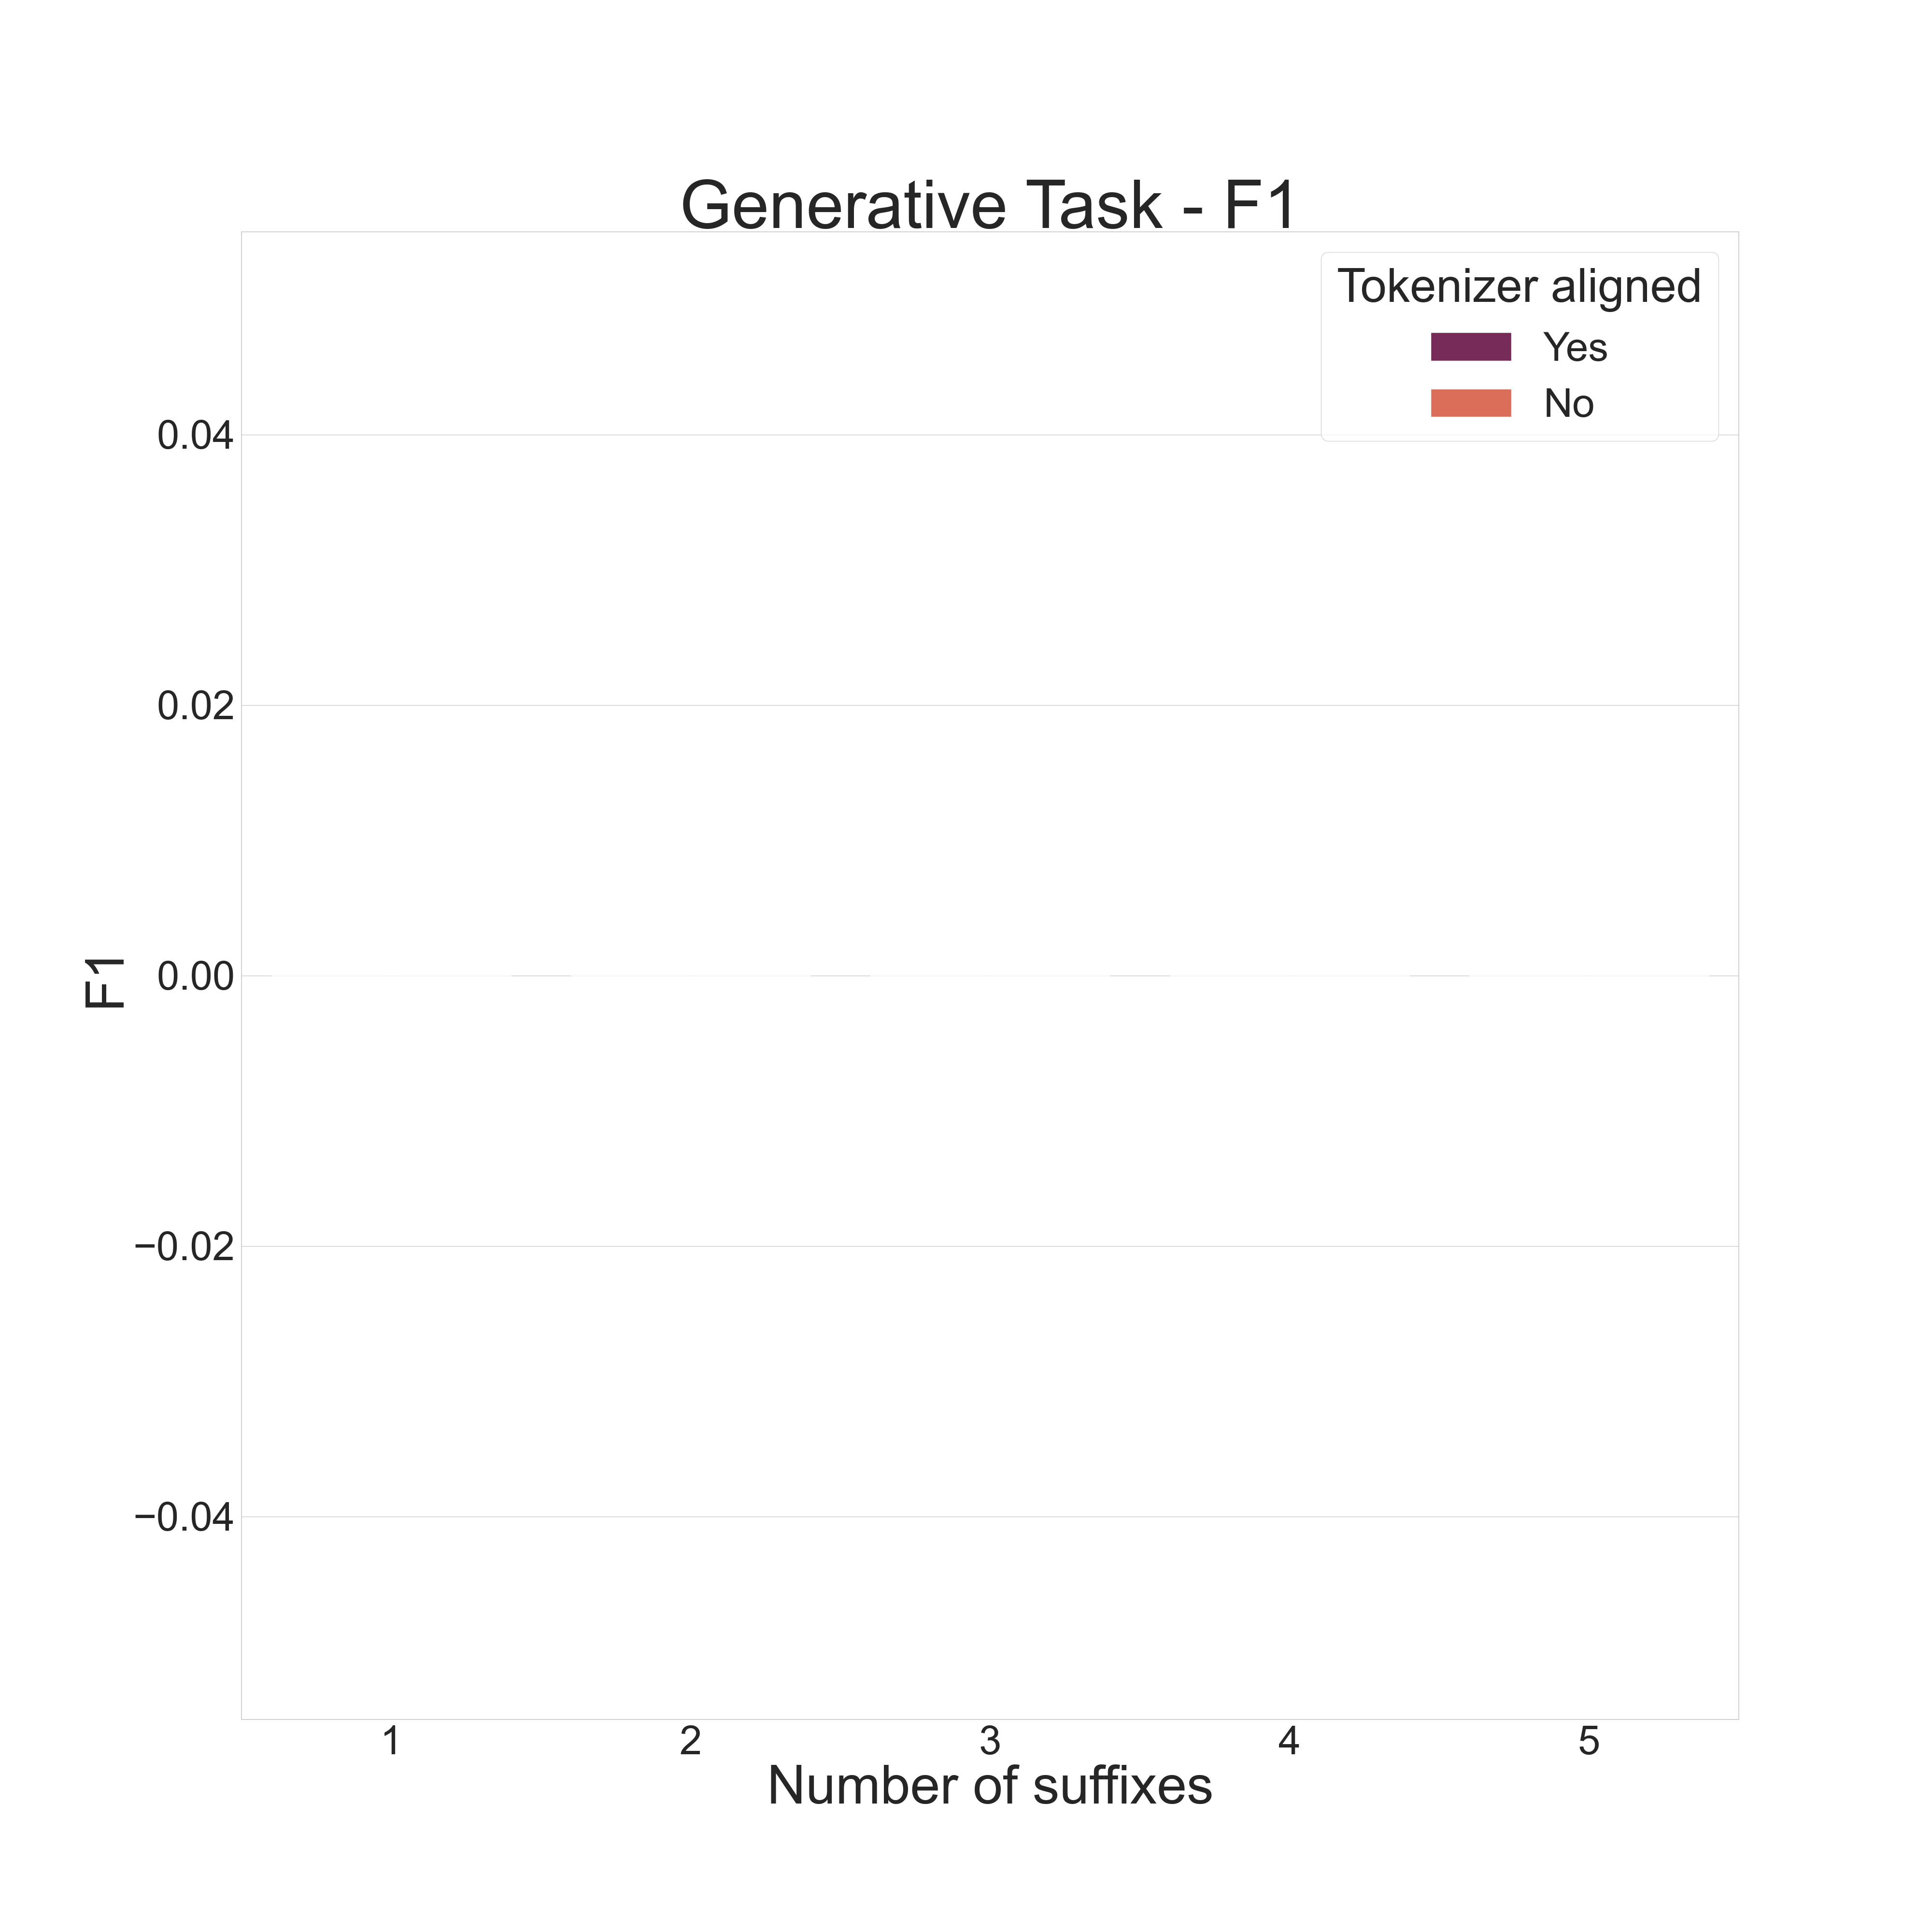 Generative Task - F1
Tokenizer aligned
Yes
No
0.04
0.02
0.00
−0.02
−0.04
F1
1 2 3 4 5
Number of suffixes